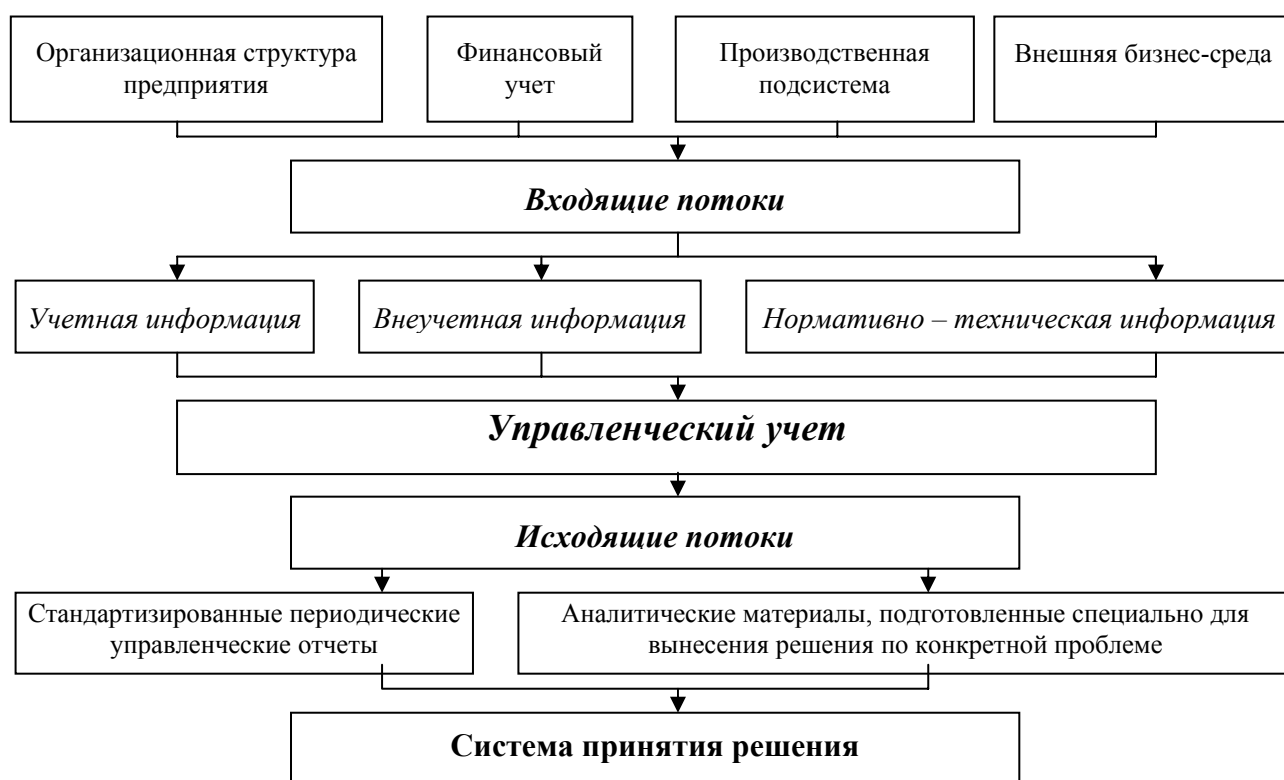 Организационная структура
предприятия
Финансовый
учет
Производственная
подсистема
Внешняя бизнес-среда
Входящие потоки
Учетная информация
Внеучетная информация
Нормативно – техническая информация
Управленческий учет
Исходящие потоки
Стандартизированные периодические
управленческие отчеты
Аналитические материалы, подготовленные специально для
вынесения решения по конкретной проблеме
Система принятия решения